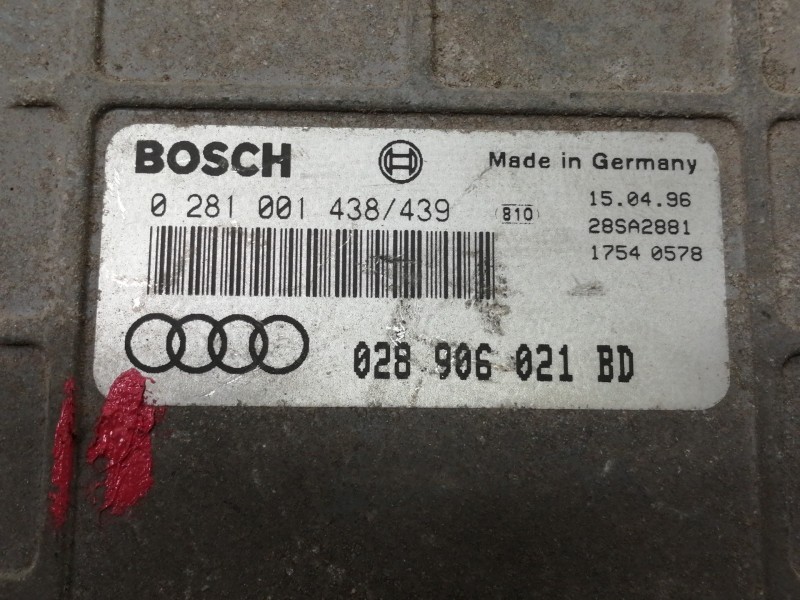 BOSCH Made in Germany
0 281 001 438/439 810 15.04.96
28SA2881
1754 0578
028 906 021 BD